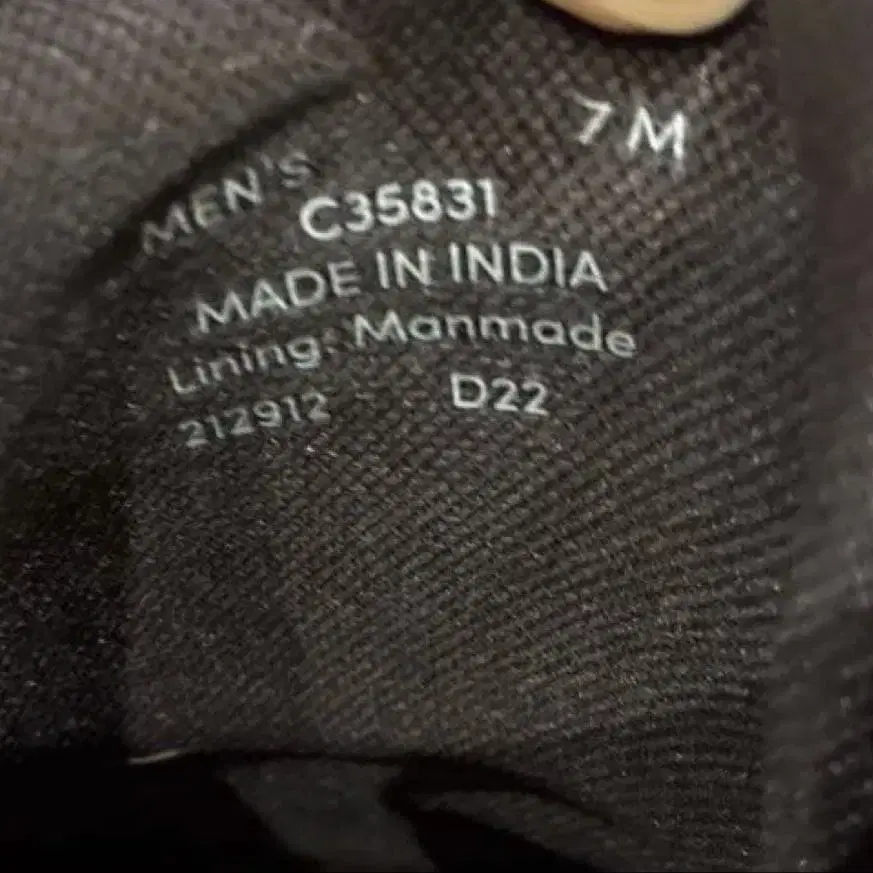 7 M
MEN'S
C35831
MADE IN INDIA
Lining: Manmade
212912 D22